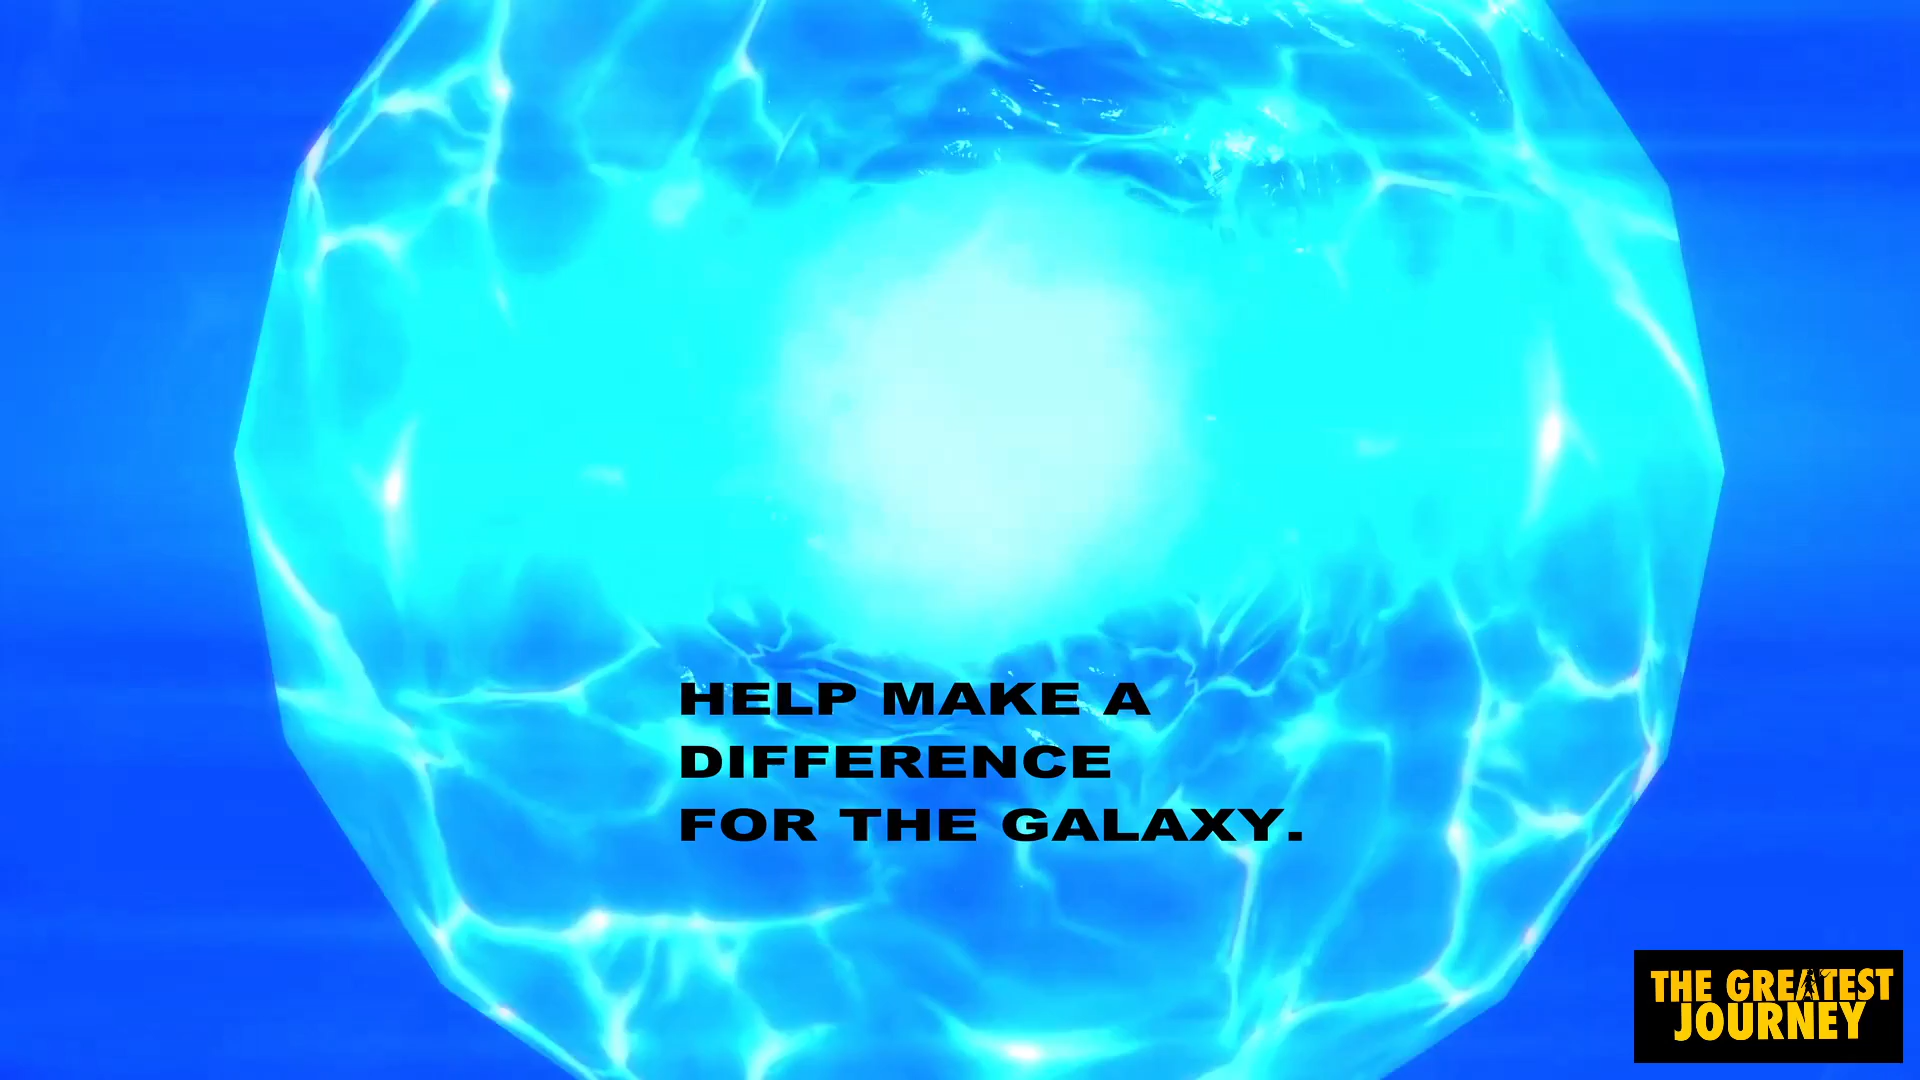 HELP MAKE A
DIFFERENCE
FOR THE GALAXY.
THE GREATEST
JOURNEY